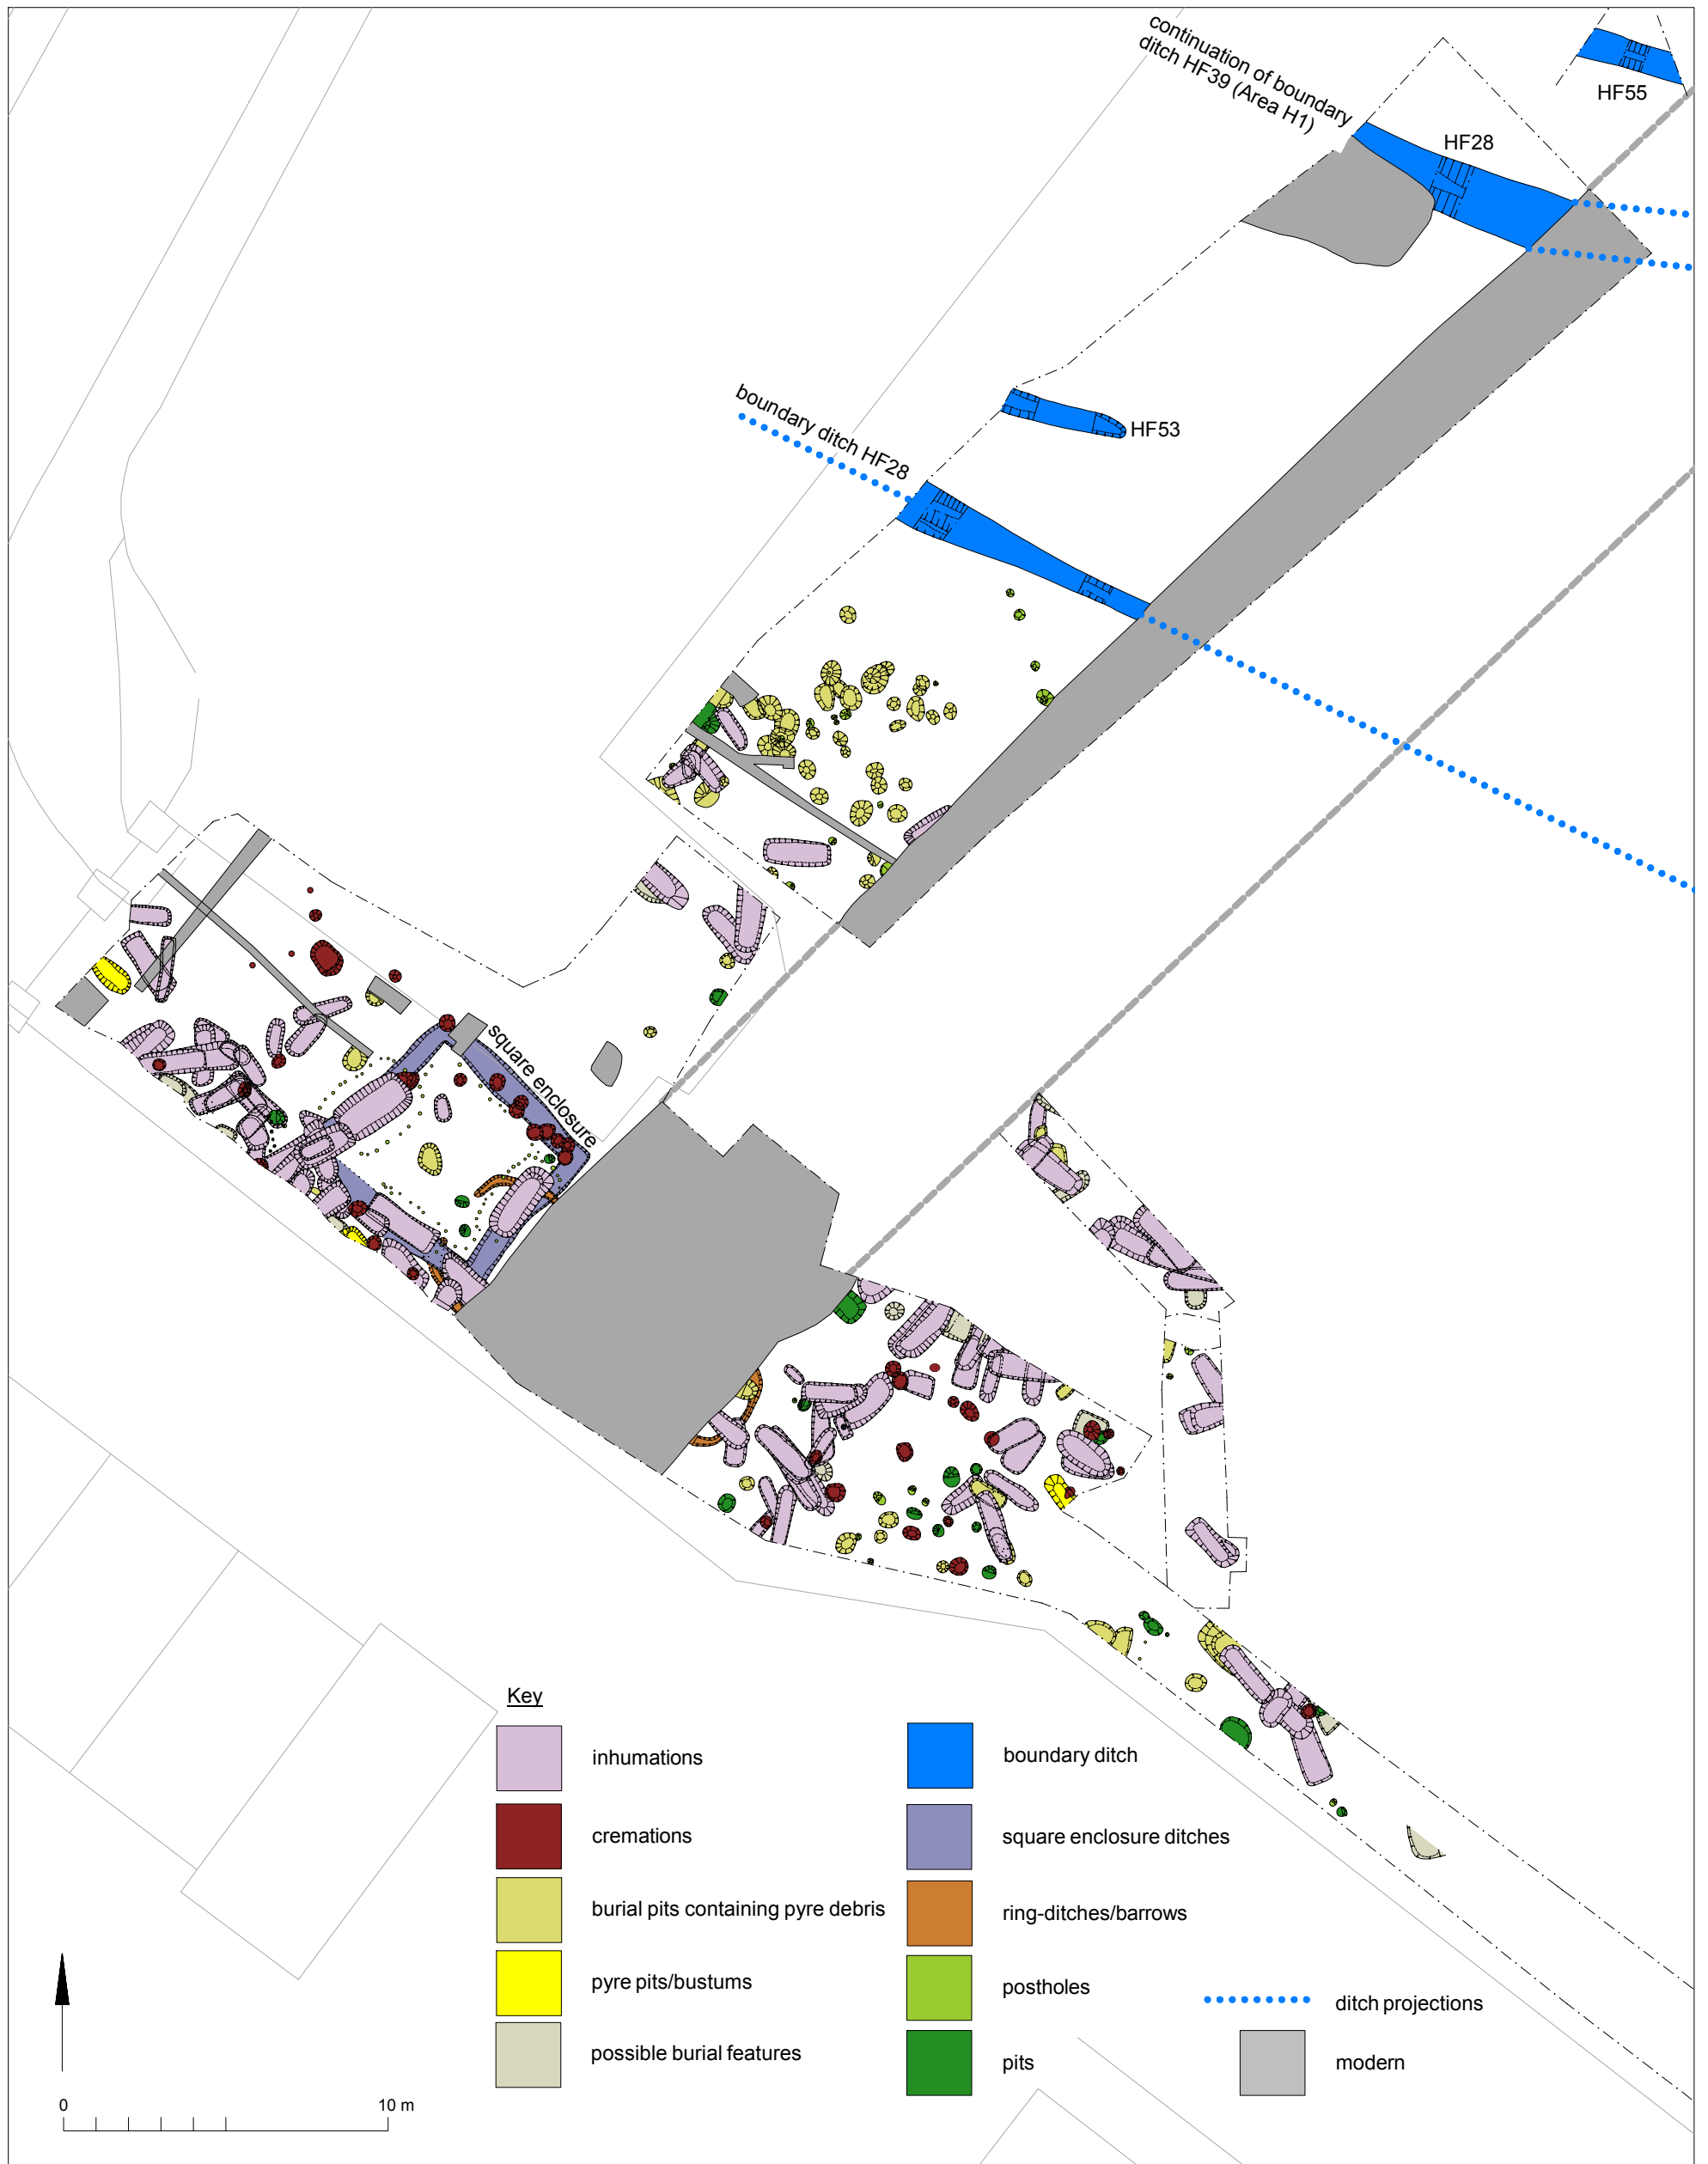 continuation of boundary
ditch HF39 (Area H1)
HF55
HF28
HF53
boundary ditch HF28
square enclosure
Key
inhumations
cremations
burial pits containing pyre debris
pyre pits/bustums
possible burial features
boundary ditch
square enclosure ditches
ring-ditches/barrows
postholes
pits
ditch projections
modern
0
10 m